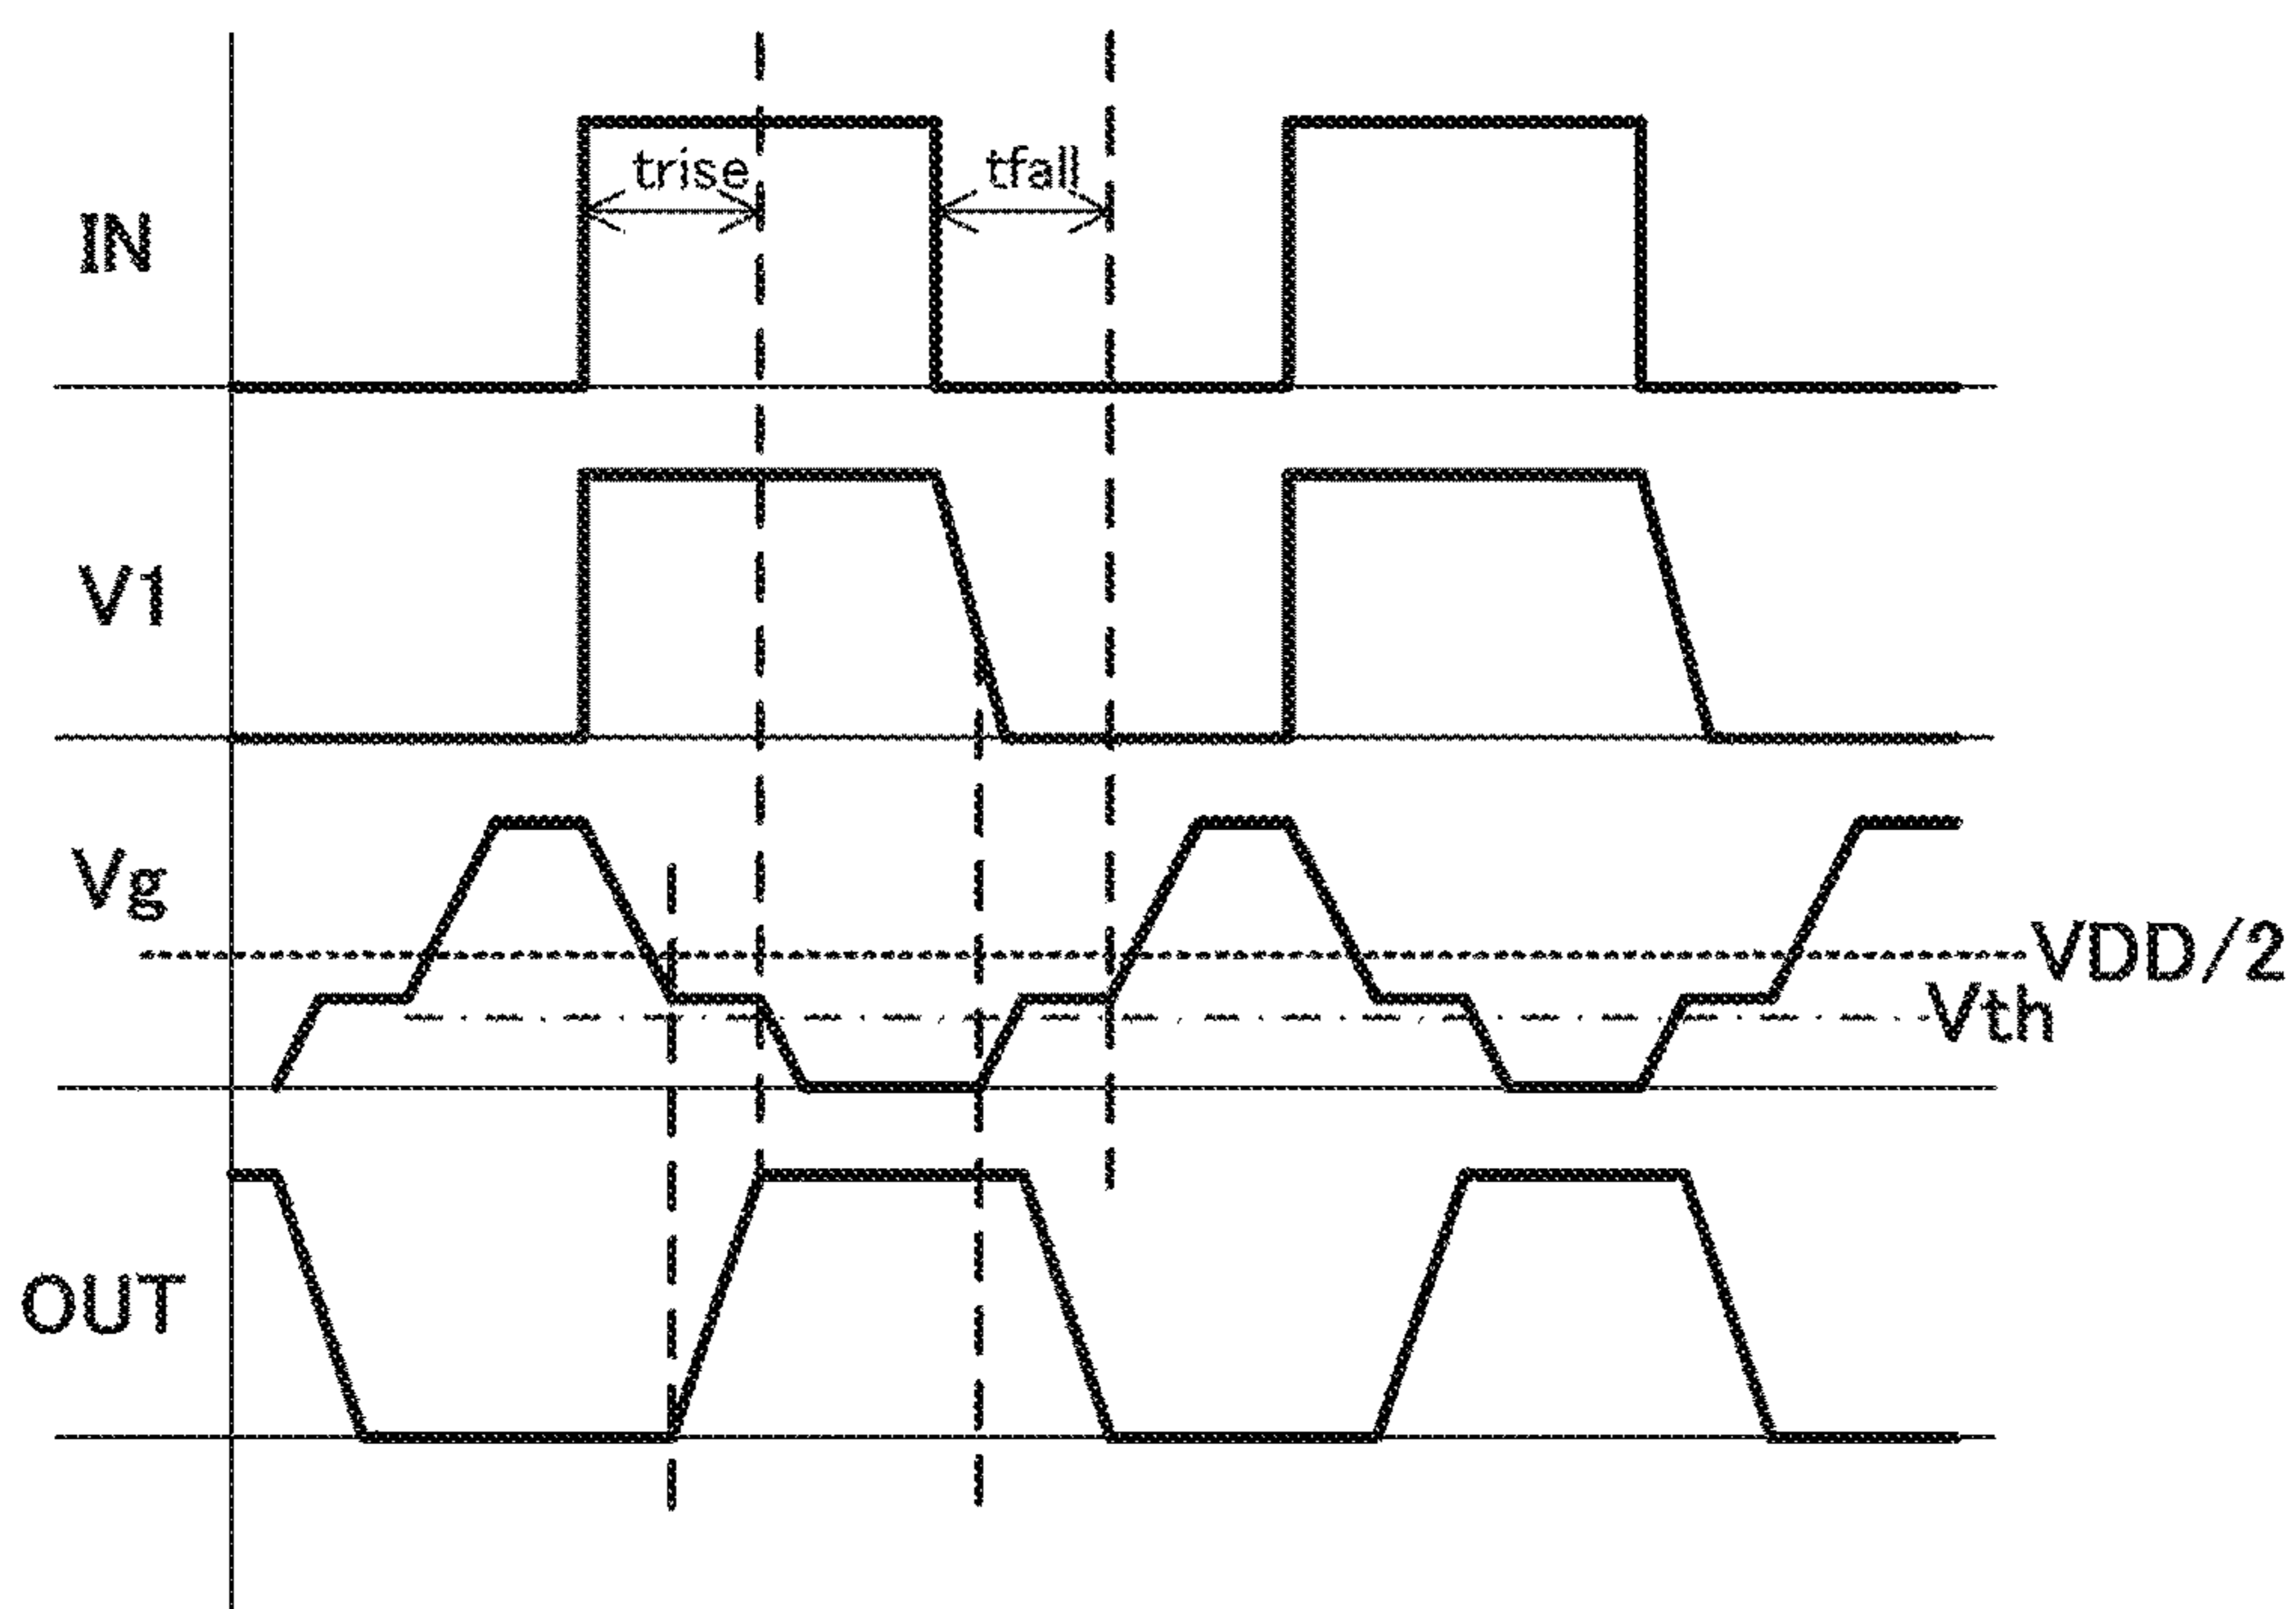 trise
tfall
IN
V1
Vg
VDD/2
Vth
OUT